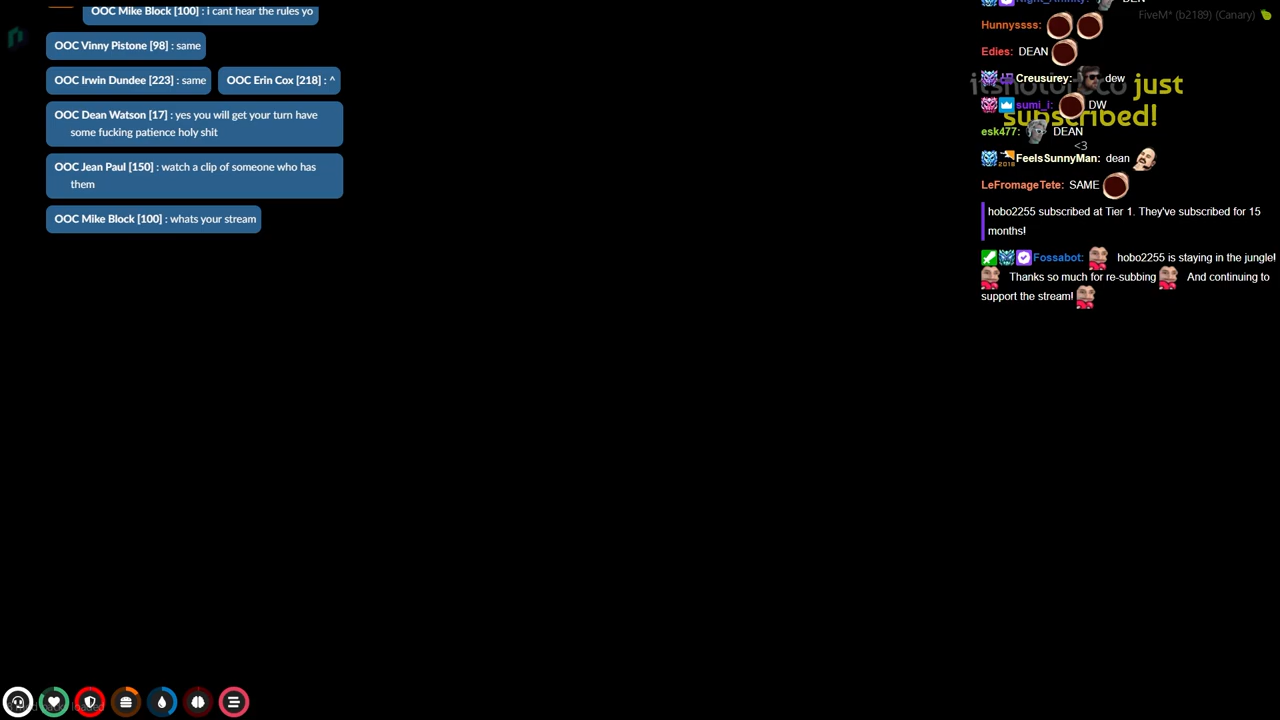 OOC Mike Block [100] : i cant hear the rules yo
OOC Vinny Pistone [98] : same
OOC Irwin Dundee [223] : same
OOC Erin Cox [218] : ^
OOC Dean Watson [17] : yes you will get your turn have
some fucking patience holy shit
OOC Jean Paul [150] : watch a clip of someone who has
them
OOC Mike Block [100] : whats your stream
FiveM* (b2189) (Canary)
Hunnyssss:
Edies: DEAN
Creusurey: dew
just
subscribed!
sumi_i: DW
esk477: DEAN
<3
FeelsSunnyMan: dean
LeFromageTete: SAME
hobo2255 subscribed at Tier 1. They've subscribed for 15
months!
Fossabot: hobo2255 is staying in the jungle!
Thanks so much for re-subbing And continuing to
support the stream!